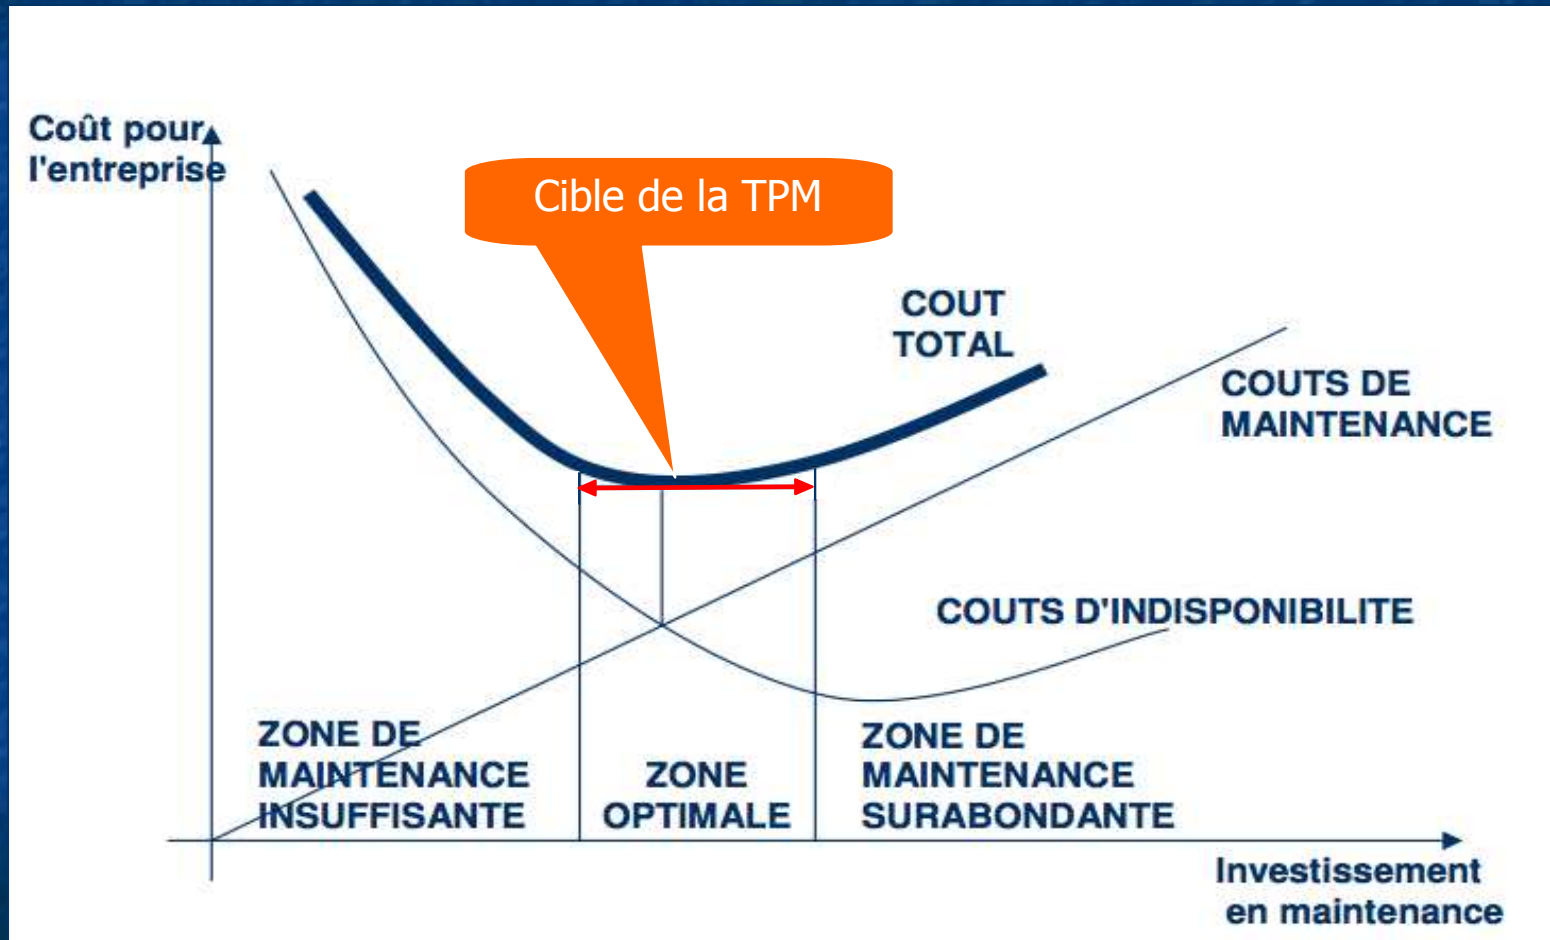 Coût pour
l'entreprise
Cible de la TPM
COUT
TOTAL
COUTS DE
MAINTENANCE
COUTS D'INDISPONIBILITE
ZONE DE
MAINTENANCE
INSUFFISANTE
ZONE
OPTIMALE
ZONE DE
MAINTENANCE
SURABONDANTE
Investissement
en maintenance